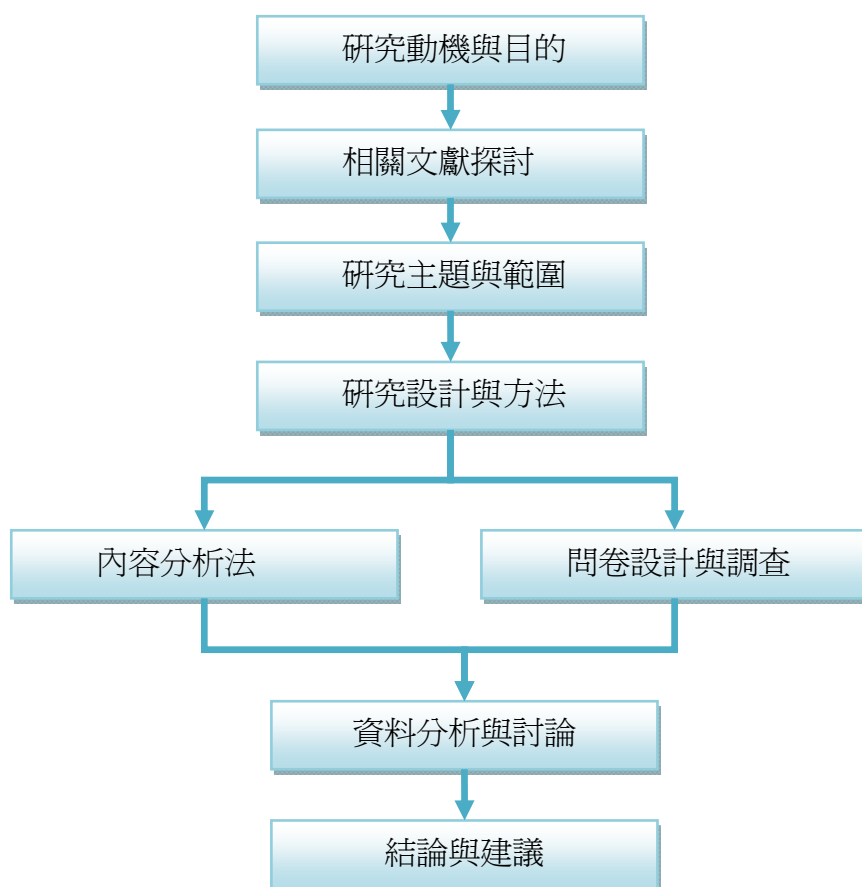 研究動機與目的
相關文獻探討
研究主題與範圍
研究設計與方法
內容分析法
問卷設計與調查
資料分析與討論
結論與建議